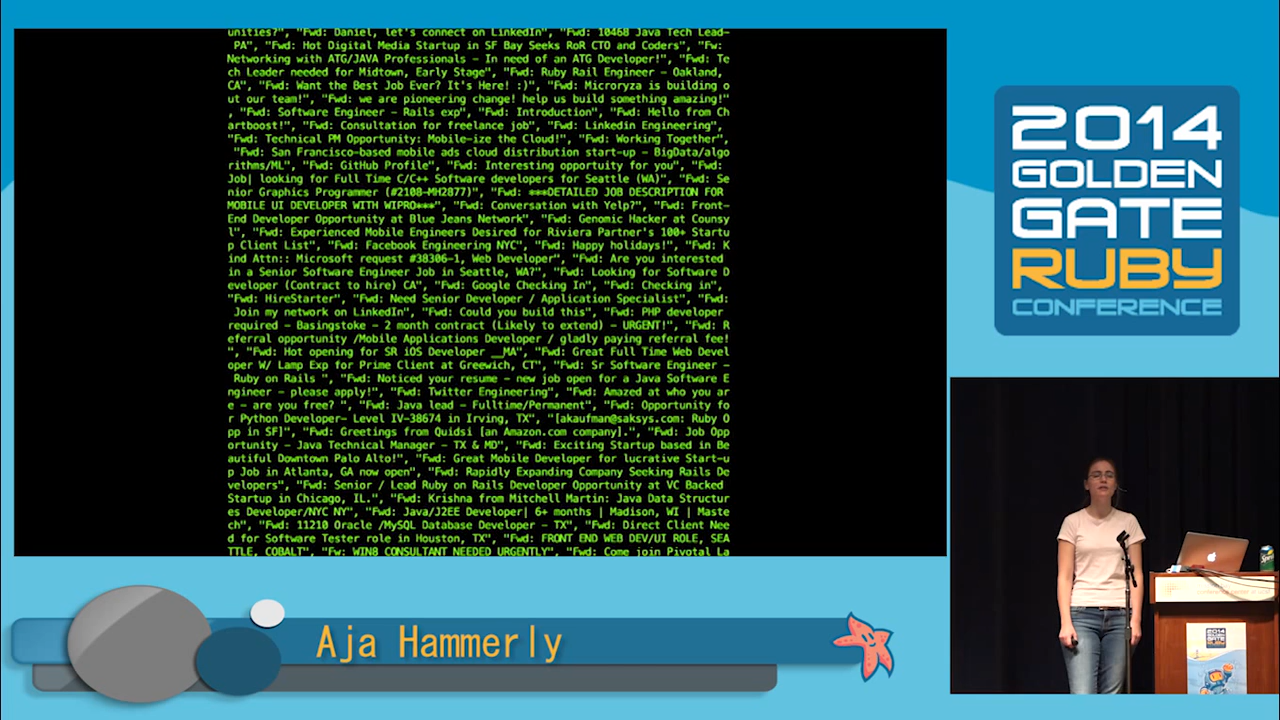 unities?", "Fwd: Daniel, let's connect on LinkedIn", "Fwd: 10468 Java Tech Lead-
PA", "Fwd: Hot Digital Media Startup in SF Bay Seeks RoR CTO and Coders", "Fw:
Networking with ATG/JAVA Professionals - In need of an ATG Developer!", "Fwd: Te
ch Leader needed for Midtown, Early Stage", "Fwd: Ruby Rail Engineer - Oakland,
CA", "Fwd: Want the Best Job Ever? It's Here! :)", "Fwd: Microryza is building o
ut our team!", "Fwd: we are pioneering change! help us build something amazing!"
, "Fwd: Software Engineer - Rails exp", "Fwd: Introduction", "Fwd: Hello from Ch
artboost!", "Fwd: Consultation for freelance job", "Fwd: Linkedin Engineering",
"Fwd: Technical PM Opportunity: Mobile-ize the Cloud!", "Fwd: Working Together",
"Fwd: San Francisco-based mobile ads cloud distribution start-up - BigData/algo
rithms/ML", "Fwd: GitHub Profile", "Fwd: Interesting opportunity for you", "Fwd:
Job| looking for Full Time C/C++ Software developers for Seattle (WA)", "Fwd: Se
nior Graphics Programmer (#2108-MH2877)", "Fwd: ***DETAILED JOB DESCRIPTION FOR
MOBILE UI DEVELOPER WITH WIPRO***", "Fwd: Conversation with Yelp?", "Fwd: Front-
End Developer Opportunity at Blue Jeans Network", "Fwd: Genomic Hacker at Counsy
l", "Fwd: Experienced Mobile Engineers Desired for Riviera Partner's 100+ Startu
p Client List", "Fwd: Facebook Engineering NYC", "Fwd: Happy holidays!", "Fwd: K
ind Attn:: Microsoft request #38306-1, Web Developer", "Fwd: Are you interested
in a Senior Software Engineer Job in Seattle, WA?", "Fwd: Looking for Software D
eveloper (Contract to hire) CA", "Fwd: Google Checking In", "Fwd: Checking in",
"Fwd: HireStarter", "Fwd: Need Senior Developer / Application Specialist", "Fwd:
Join my network on LinkedIn", "Fwd: Could you build this", "Fwd: PHP developer
required - Basingstoke - 2 month contract (Likely to extend) - URGENT!", "Fwd: R
eferral opportunity /Mobile Applications Developer / gladly paying referral fee!
", "Fwd: Hot opening for SR iOS Developer __MA", "Fwd: Great Full Time Web Devel
oper W/ Lamp Exp for Prime Client at Greewich, CT", "Fwd: Sr Software Engineer -
Ruby on Rails ", "Fwd: Noticed your resume - new job open for a Java Software E
ngineer - please apply!", "Fwd: Twitter Engineering", "Fwd: Amazed at who you ar
e - are you free? ", "Fwd: Java lead - Fulltime/Permanent", "Fwd: Opportunity fo
r Python Developer- Level IV-38674 in Irving, TX", "[akaufman@saksys.com: Ruby O
pp in SF]", "Fwd: Greetings from Quidsi [an Amazon.com company].", "Fwd: Job Opp
ortunity - Java Technical Manager - TX & MD", "Fwd: Exciting Startup based in Be
autiful Downtown Palo Alto!", "Fwd: Great Mobile Developer for lucrative Start-u
p Job in Atlanta, GA now open", "Fwd: Rapidly Expanding Company Seeking Rails De
velopers", "Fwd: Senior / Lead Ruby on Rails Developer Opportunity at VC Backed
Startup in Chicago, IL.", "Fwd: Krishna from Mitchell Martin: Java Data Structur
es Developer/NYC NY", "Fwd: Java/J2EE Developer| 6+ months | Madison, WI | Maste
ch", "Fwd: 11210 Oracle /MySQL Database Developer - TX", "Fwd: Direct Client Nee
d for Software Tester role in Houston, TX", "Fwd: FRONT END WEB DEV/UI ROLE, SEA
TTLE, COBALT", "Fw: WIN8 CONSULTANT NEEDED URGENTLY", "Fwd: Come join Pivotal La
2014
GOLDEN
GATE
RUBY
CONFERENCE
Aja Hammerly
2014
GOLDEN
GATE
RUBY